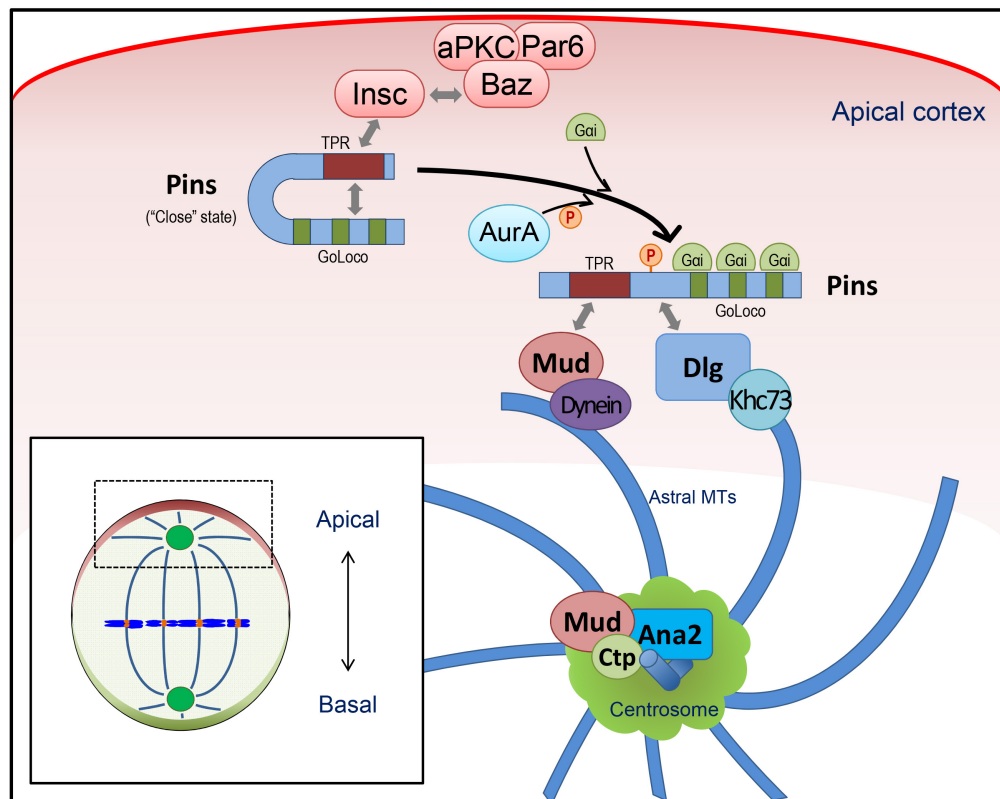 aPKC
Par6
Baz
Insc
Apical cortex
TPR
Gαi
Pins
(“Close” state)
P
AurA
GoLoco
P
Gαi
Gαi
Gαi
TPR
Pins
GoLoco
Mud
Dlg
Dynein
Khc73
Astral MTs
Apical
Basal
Mud
Ana2
Ctp
Centrosome